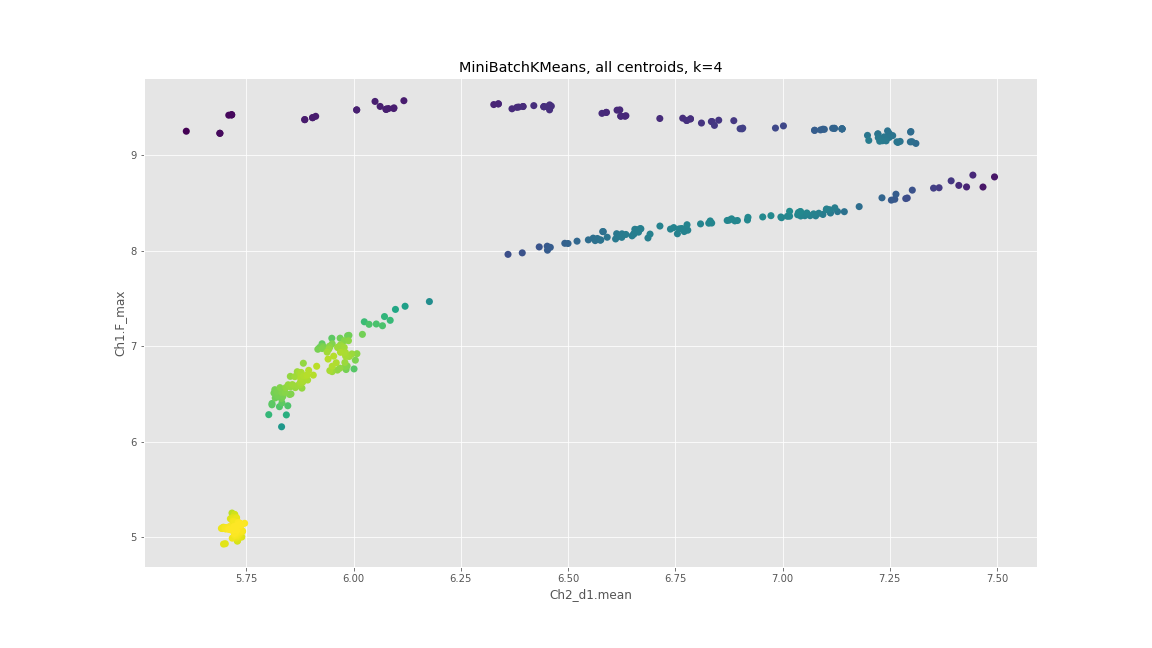 MiniBatchKMeans, all centroids, k=4
9
8
7
6
5
Ch1.F_max
5.75 6.00 6.25 6.50 6.75 7.00 7.25 7.50
Ch2_d1.mean